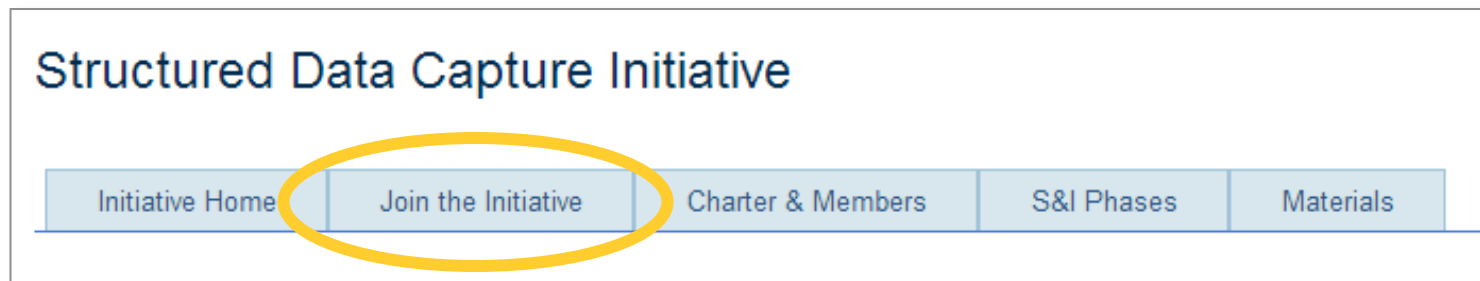 Structured Data Capture Initiative
Initiative Home Join the Initiative Charter & Members S&I Phases Materials